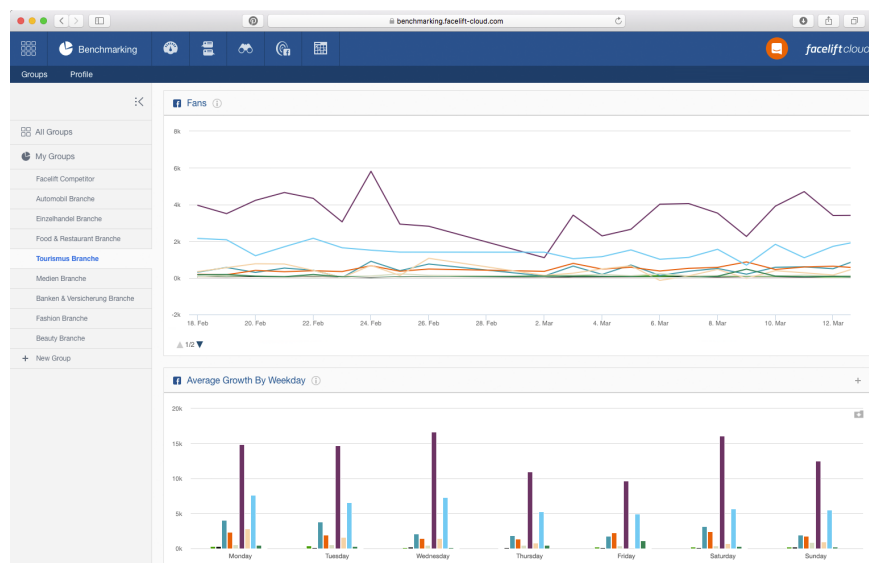 benchmarking.facelift-cloud.com
Benchmarking
faceliftcloud
Groups Profile
All Groups
My Groups
Facelift Competitor
Automobil Branche
Einzelhandel Branche
Food & Restaurant Branche
Tourismus Branche
Medien Branche
Banken & Versicherung Branche
Fashion Branche
Beauty Branche
+ New Group
Fans
8k
6k
4k
2k
0k
-2k
18. Feb 20. Feb 22. Feb 24. Feb 26. Feb 28. Feb 2. Mar 4. Mar 6. Mar 8. Mar 10. Mar 12. Mar
1/2
Average Growth By Weekday
+
20k
15k
10k
5k
0k
Monday Tuesday Wednesday Thursday Friday Saturday Sunday